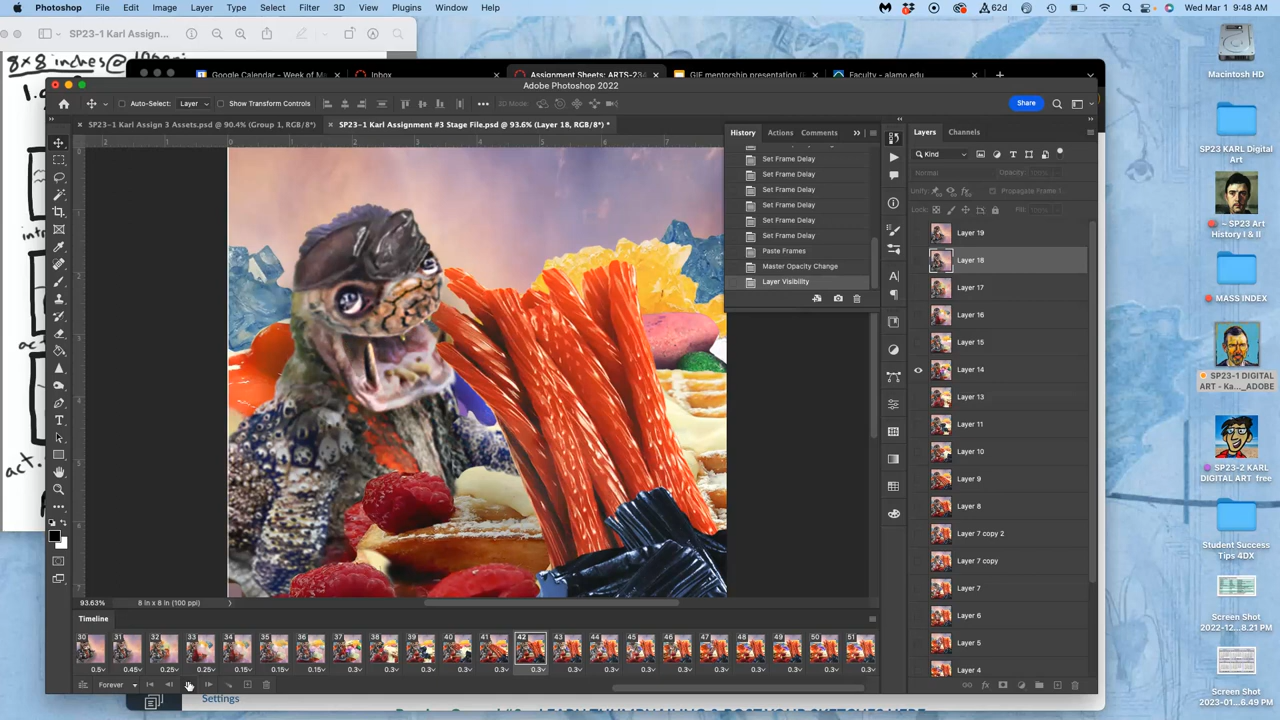 Photoshop File Edit Image Layer Type Select Filter 3D View Plugins Window Help 62d Wed Mar 1 9:48 AM
SP23-1 Karl Assignment
8x8 inches@
Google Calendar - Week of Inbox Assignment Sheets: ARTS-234 GIF mentorship presentation Faculty - alamo.edu
Adobe Photoshop 2022
Auto-Select: Layer Show Transform Controls 3D Mode: Share
SP23-1 Karl Assign 3 Assets.psd @ 90.4% (Group 1, RGB/8*) SP23-1 Karl Assignment #3 Stage File.psd @ 93.6% (Layer 18, RGB/8*) *
History Actions Comments
Set Frame Delay
Set Frame Delay
Set Frame Delay
Set Frame Delay
Set Frame Delay
Set Frame Delay
Paste Frames
Master Opacity Change
Layer Visibility
Layers Channels
Kind
Normal Opacity: 100%
Unify: Propagate Frame 1
Lock: Fill: 100%
Layer 19
Layer 18
Layer 17
Layer 16
Layer 15
Layer 14
Layer 13
Layer 11
Layer 10
Layer 9
Layer 8
Layer 7 copy 2
Layer 7 copy
Layer 7
Layer 6
Layer 5
Layer 4
Macintosh HD
SP23 KARL
Digital
Art
~ SP23 Art
History I & II
MASS INDEX
SP23-1 DIGITAL
ART - Ka..._ADOBE
SP23-2 KARL
DIGITAL ART free
Student Success
Tips 4DX
Screen Shot
2022-12...8.21 PM
Screen Shot
2023-01...6.49 PM
93.63% 8 in x 8 in (100 ppi)
Timeline
30 31 32 33 34 35 36 37 38 39 40 41 42 43 44 45 46 47 48 49 50 51
0.5 0.45 0.25 0.25 0.15 0.15 0.15 0.3 0.3 0.3 0.3 0.3 0.3 0.3 0.3 0.3 0.3 0.3 0.3 0.3 0.3 0.3
Forever
Settings